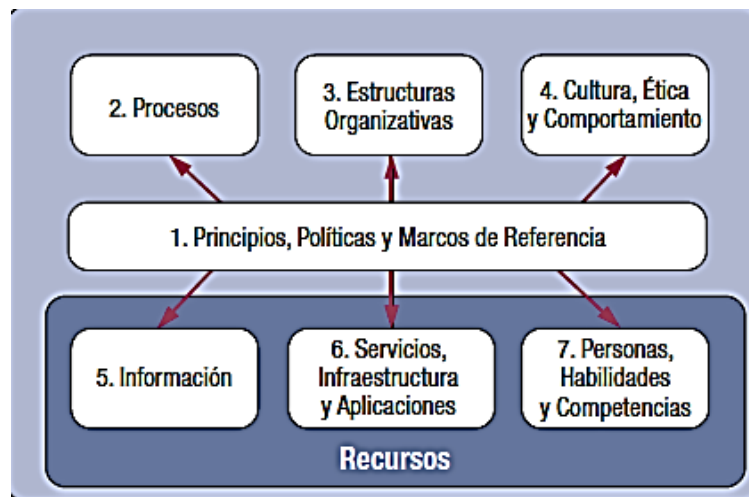 2. Procesos
3. Estructuras
Organizativas
4. Cultura, Ética
y Comportamiento
1. Principios, Políticas y Marcos de Referencia
5. Información
6. Servicios,
Infraestructura
y Aplicaciones
7. Personas,
Habilidades
y Competencias
Recursos